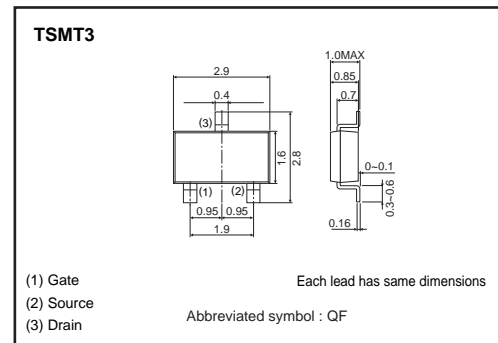 TSMT3
1.0MAX
2.9
0.85
0.4
0.7
(3)
1.6
2.8
0~0.1
(1)
(2)
0.3~0.6
0.95
0.95
0.16
1.9
(1) Gate
Each lead has same dimensions
(2) Source
Abbreviated symbol : QF
(3) Drain